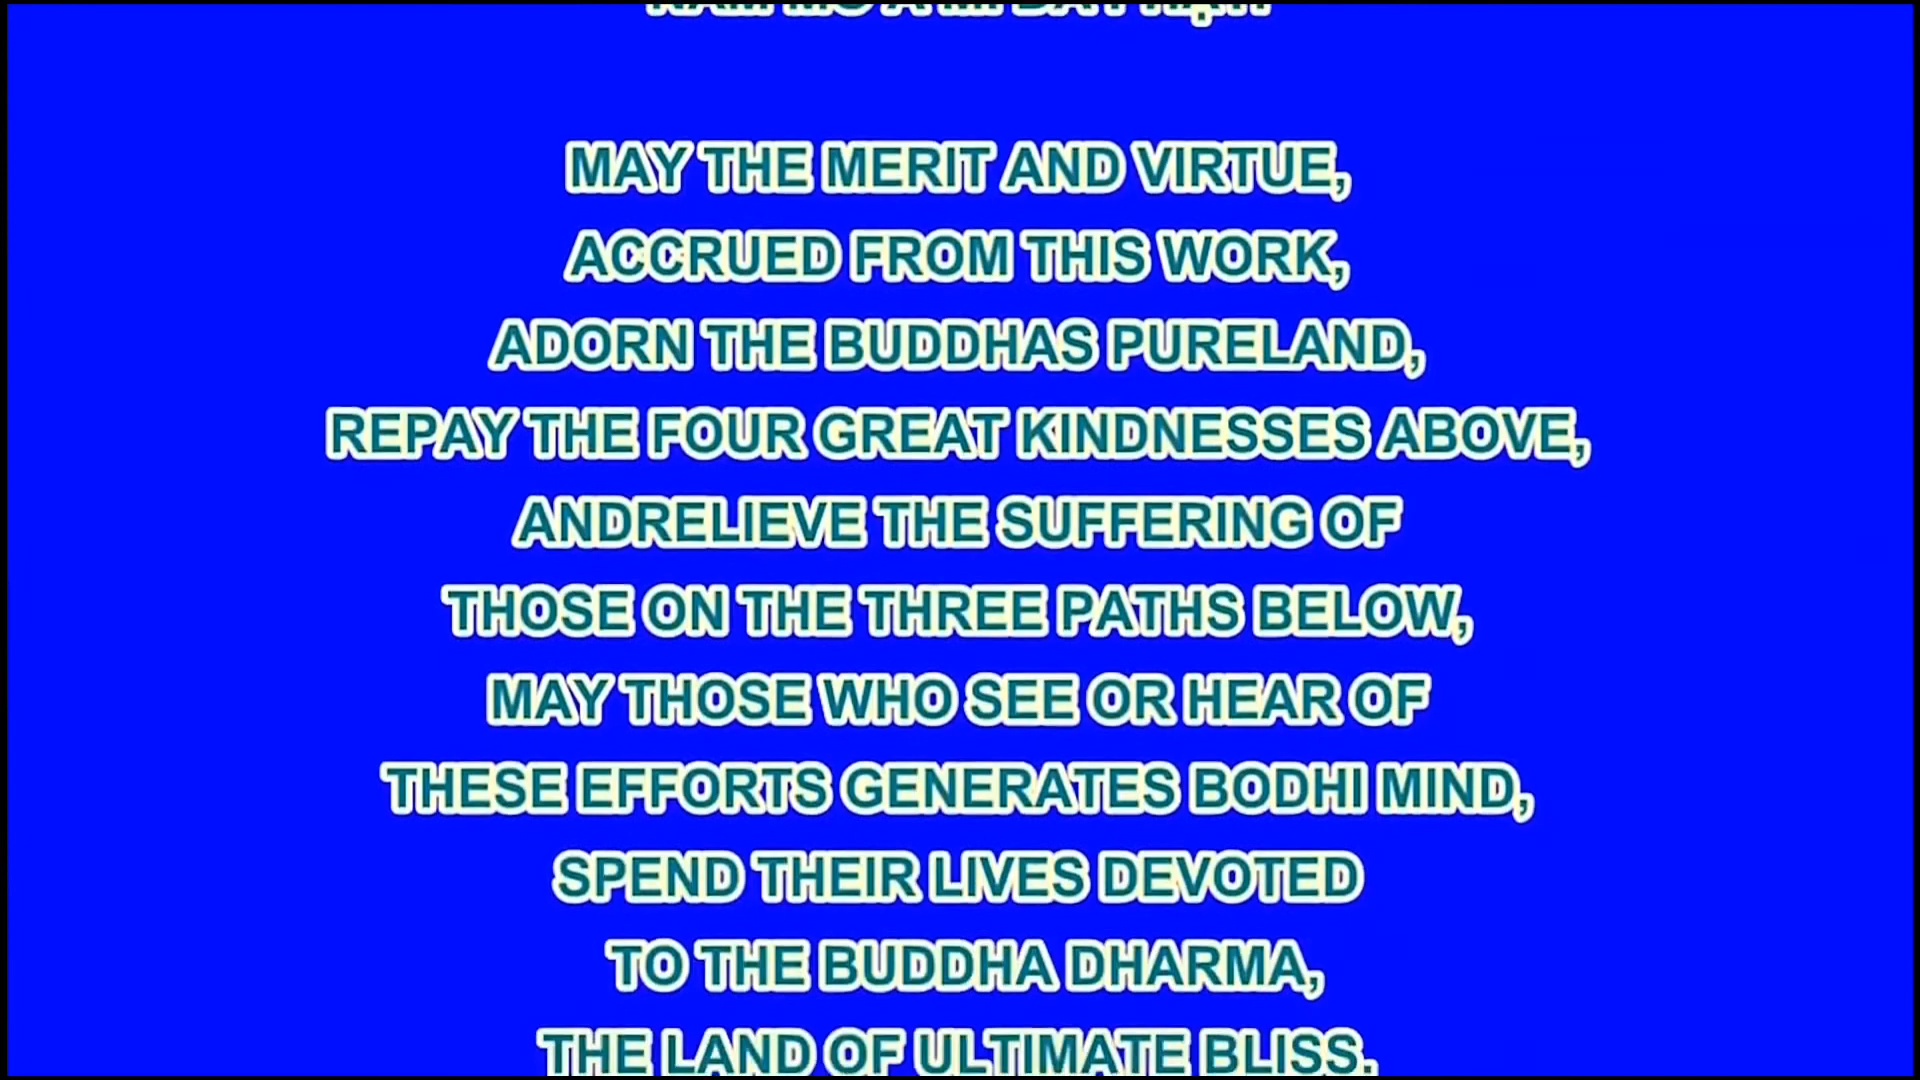 MAY THE MERIT AND VIRTUE,
ACCRUED FROM THIS WORK,
ADORN THE BUDDHAS PURELAND,
REPAY THE FOUR GREAT KINDNESSES ABOVE,
ANDRELIEVE THE SUFFERING OF
THOSE ON THE THREE PATHS BELOW,
MAY THOSE WHO SEE OR HEAR OF
THESE EFFORTS GENERATES BODHI MIND,
SPEND THEIR LIVES DEVOTED
TO THE BUDDHA DHARMA,
THE LAND OF ULTIMATE BLISS.